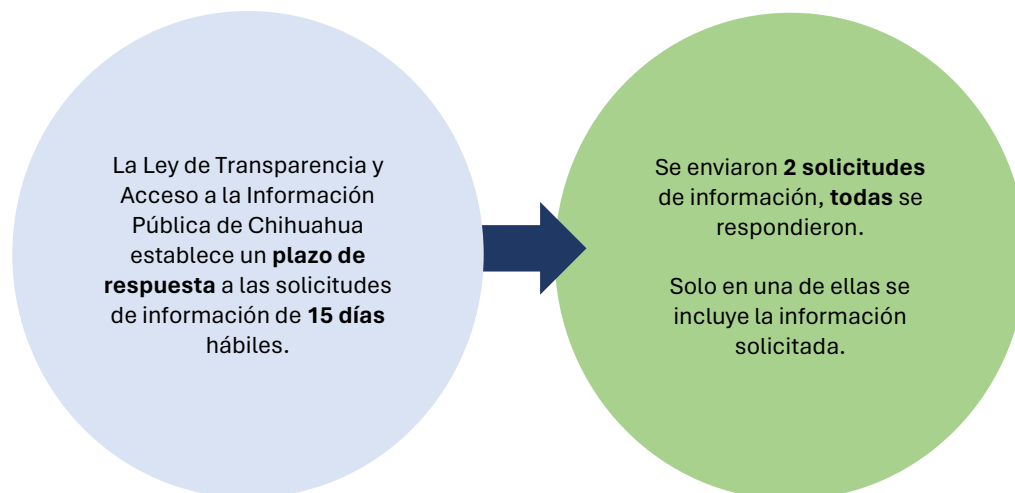 La Ley de Transparencia y
Acceso a la Información
Pública de Chihuahua
establece un plazo de
respuesta a las solicitudes
de información de 15 días
hábiles.
Se enviaron 2 solicitudes
de información, todas se
respondieron.
Solo en una de ellas se
incluye la información
solicitada.